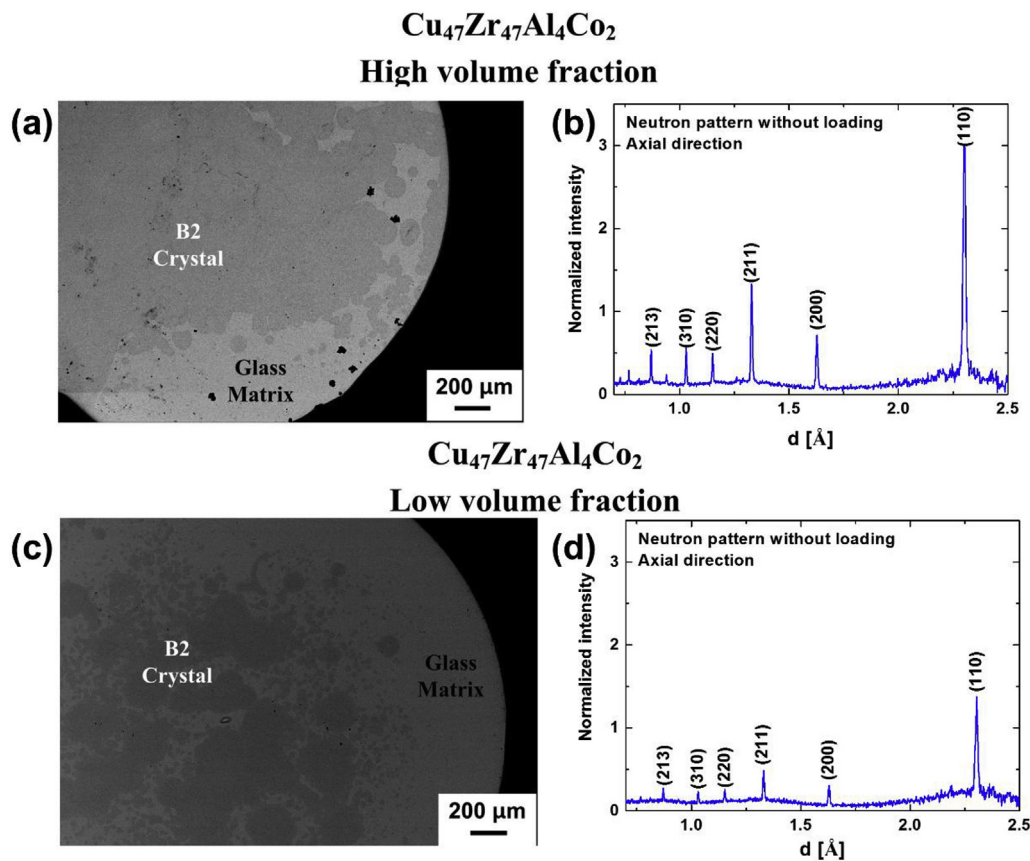 Cu₄₇Zr₄₇Al₄Co₂
High volume fraction
(a)
B2
Crystal
Glass
Matrix
200 μm
(b)
Neutron pattern without loading
Axial direction
(213)
(310)
(220)
(211)
(200)
(110)
Normalized intensity
3
2
1
0
1.0
1.5
2.0
2.5
d [Å]
Cu₄₇Zr₄₇Al₄Co₂
Low volume fraction
(c)
B2
Crystal
Glass
Matrix
200 μm
(d)
Neutron pattern without loading
Axial direction
(213)
(310)
(220)
(211)
(200)
(110)
Normalized intensity
3
2
1
0
1.0
1.5
2.0
2.5
d [Å]